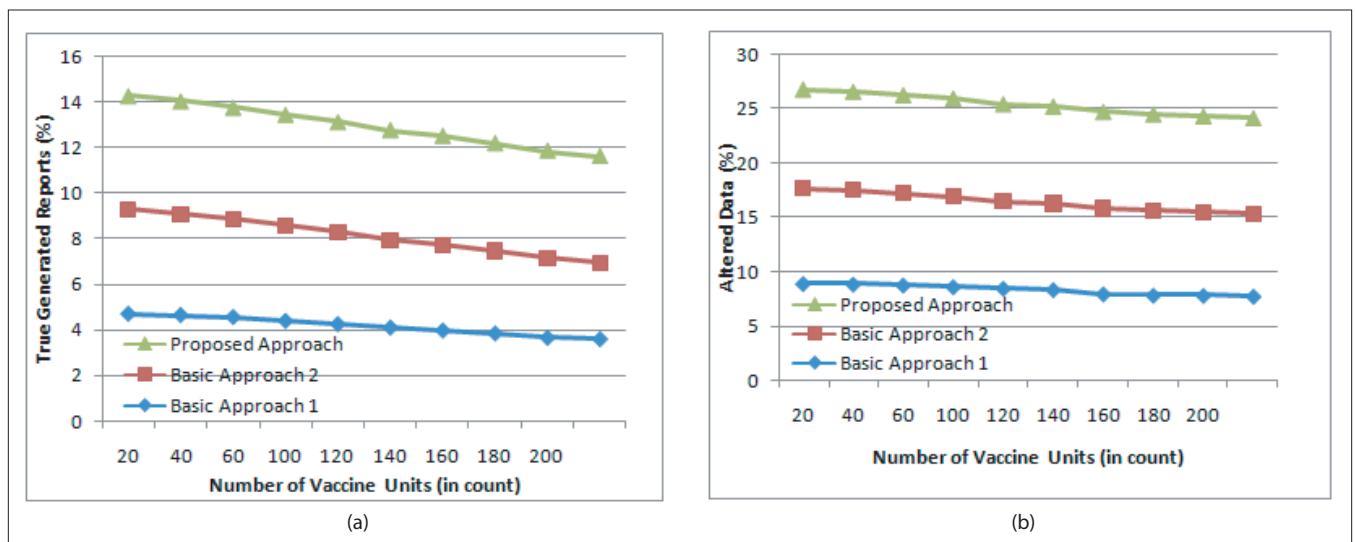 16
14
12
10
8
6
4
2
0
True Generated Reports (%)
Proposed Approach
Basic Approach 2
Basic Approach 1
20 40 60 100 120 140 160 180 200
Number of Vaccine Units (in count)
(a)
30
25
20
15
10
5
0
Altered Data (%)
Proposed Approach
Basic Approach 2
Basic Approach 1
20 40 60 100 120 140 160 180 200
Number of Vaccine Units (in count)
(b)